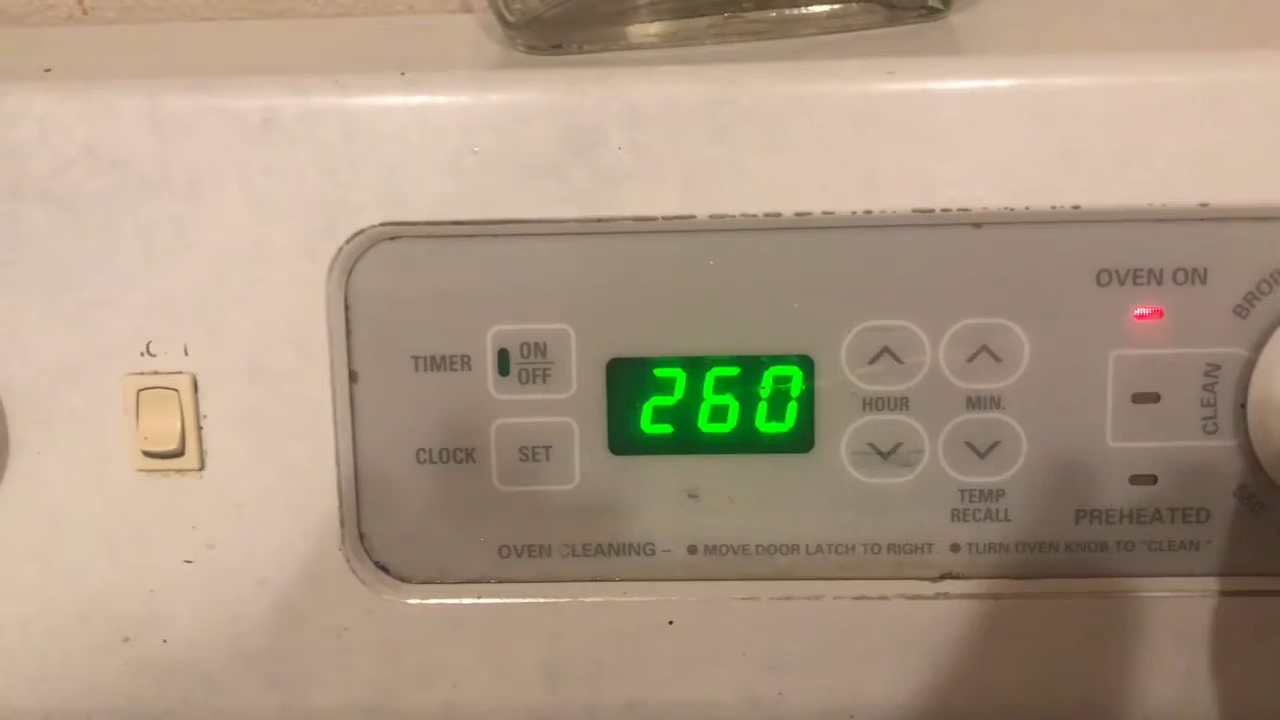 OVEN ON
BROIL
TIMER
ON
OFF
260
HOUR
MIN.
CLEAN
CLOCK
SET
TEMP
RECALL
PREHEATED
OVEN CLEANING – ● MOVE DOOR LATCH TO RIGHT ● TURN OVEN KNOB TO "CLEAN"